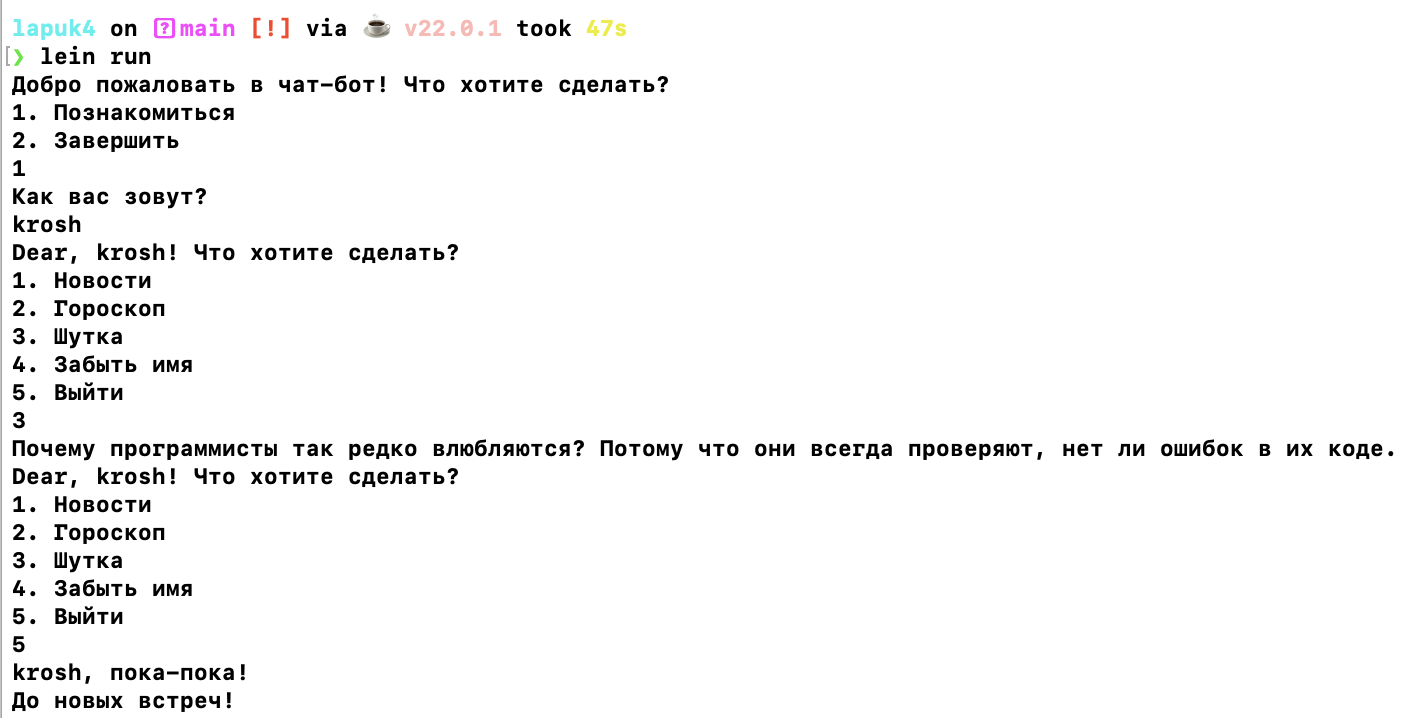 lapuk4 on main [!] via ☕ v22.0.1 took 47s
[❯ lein run
Добро пожаловать в чат-бот! Что хотите сделать?
1. Познакомиться
2. Завершить
1
Как вас зовут?
krosh
Dear, krosh! Что хотите сделать?
1. Новости
2. Гороскоп
3. Шутка
4. Забыть имя
5. Выйти
3
Почему программисты так редко влюбляются? Потому что они всегда проверяют, нет ли ошибок в их коде.
Dear, krosh! Что хотите сделать?
1. Новости
2. Гороскоп
3. Шутка
4. Забыть имя
5. Выйти
5
krosh, пока-пока!
До новых встреч!